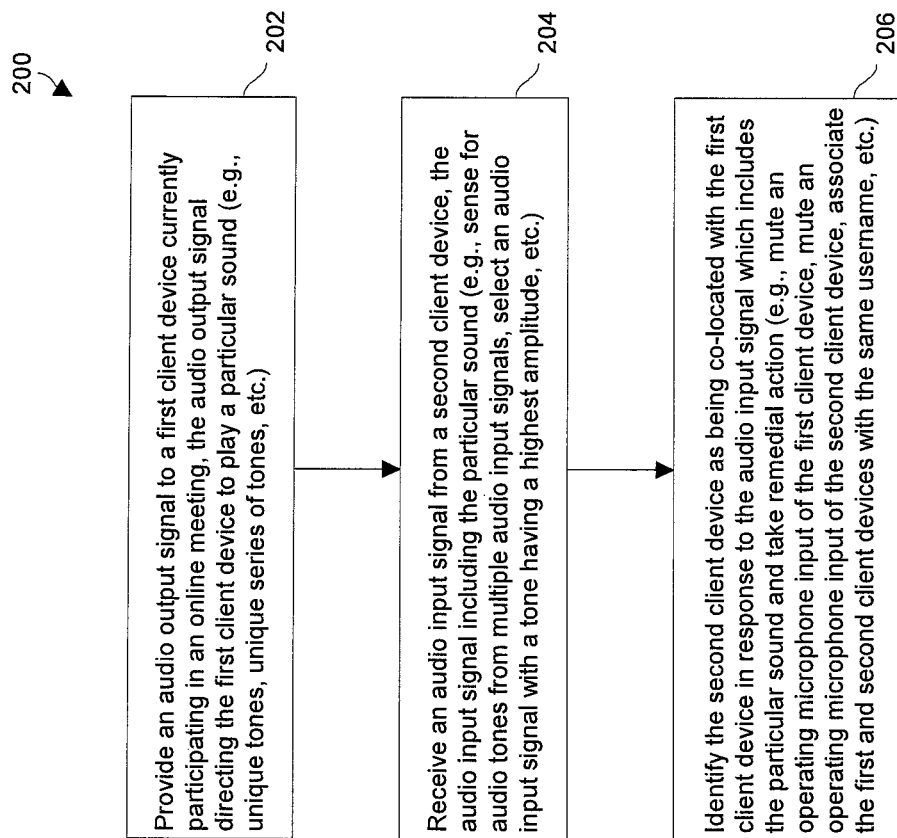 200
202
Provide an audio output signal to a first client device currently
participating in an online meeting, the audio output signal
directing the first client device to play a particular sound (e.g.,
unique tones, unique series of tones, etc.)
204
Receive an audio input signal from a second client device, the
audio input signal including the particular sound (e.g., sense for
audio tones from multiple audio input signals, select an audio
input signal with a tone having a highest amplitude, etc.)
206
Identify the second client device as being co-located with the first
client device in response to the audio input signal which includes
the particular sound and take remedial action (e.g., mute an
operating microphone input of the first client device, mute an
operating microphone input of the second client device, associate
the first and second client devices with the same username, etc.)